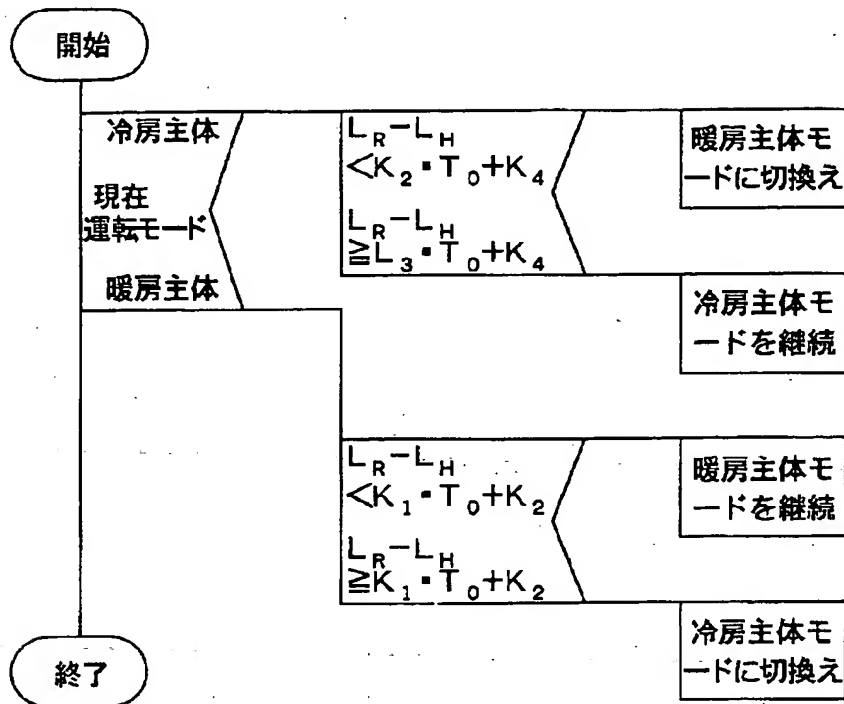 開始
冷房主体
現在
運転モード
暖房主体
L_R−L_H
<K_2・T_0+K_4
L_R−L_H
≧L_3・T_0+K_4
暖房主体モ
ードに切換え
冷房主体モ
ードを継続
L_R−L_H
<K_1・T_0+K_2
L_R−L_H
≧K_1・T_0+K_2
暖房主体モ
ードを継続
冷房主体モ
ードに切換え
終了